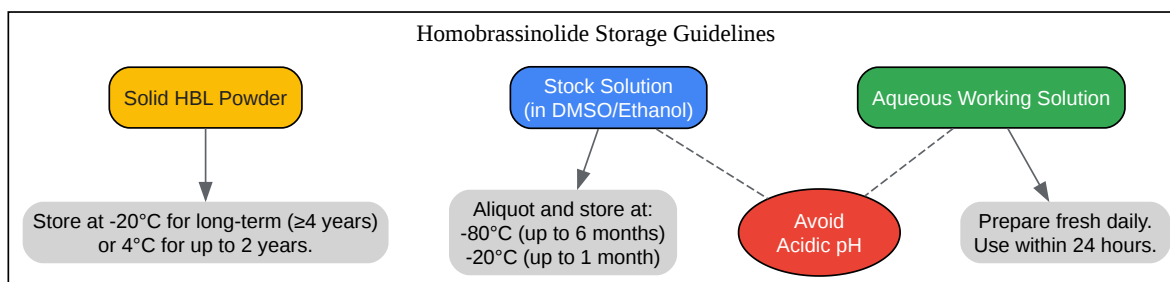 Homobrassinolide Storage Guidelines
Solid HBL Powder
Stock Solution
(in DMSO/Ethanol)
Aqueous Working Solution
Store at -20°C for long-term (≥4 years)
or 4°C for up to 2 years.
Aliquot and store at:
-80°C (up to 6 months)
-20°C (up to 1 month)
Avoid
Acidic pH
Prepare fresh daily.
Use within 24 hours.